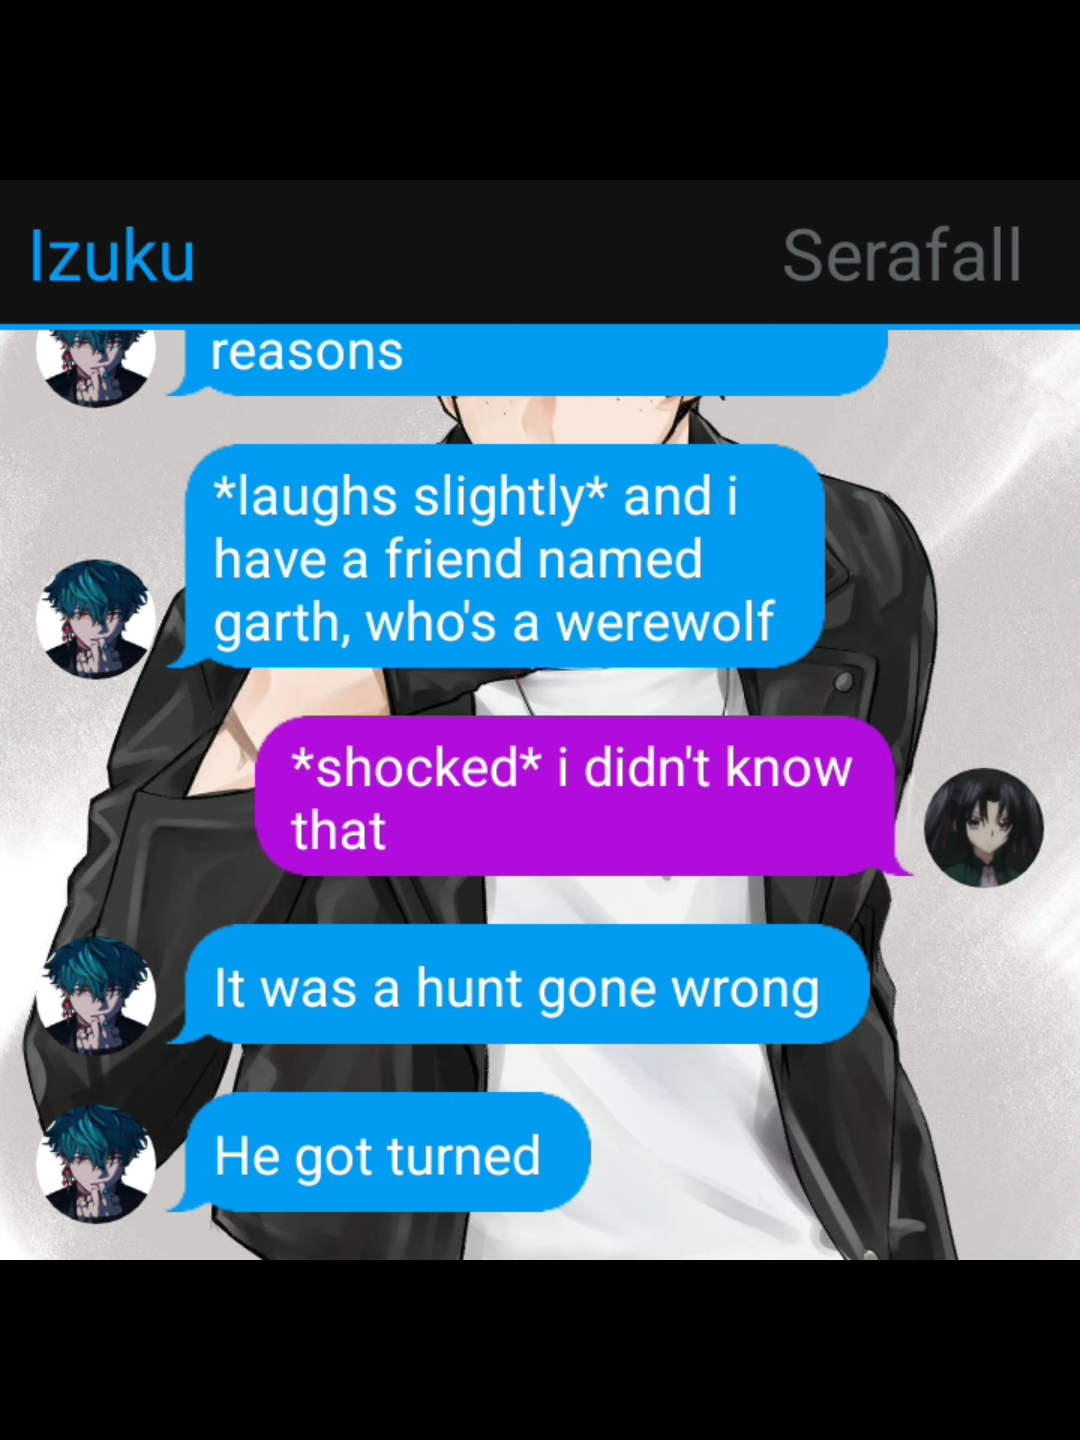 Izuku
Serafall
reasons
*laughs slightly* and i
have a friend named
garth, who's a werewolf
*shocked* i didn't know
that
It was a hunt gone wrong
He got turned